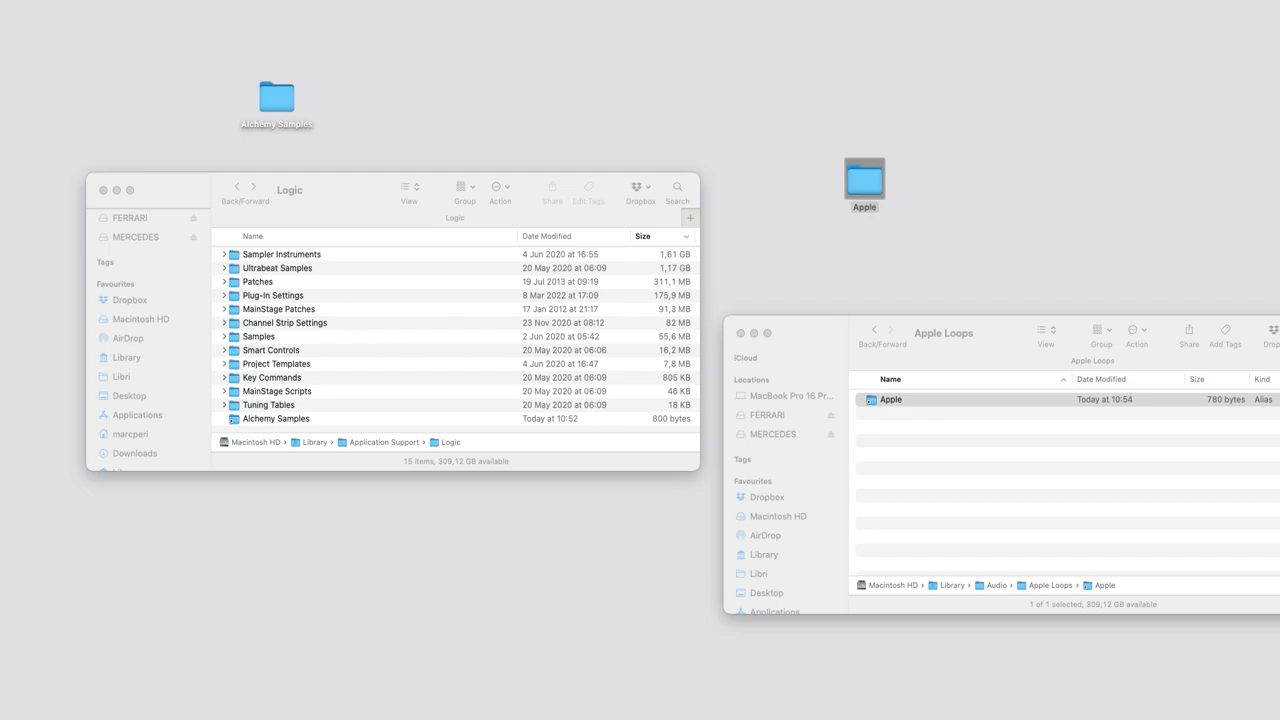 Alchemy Samples
Apple
Logic
Back/Forward
View
Group
Action
Share
Edit Tags
Dropbox
Search
Logic
FERRARI
MERCEDES
Tags
Favourites
Dropbox
Macintosh HD
AirDrop
Library
Libri
Desktop
Applications
marcperi
Downloads
Name Date Modified Size
Sampler Instruments 4 Jun 2020 at 16:55 1,61 GB
Ultrabeat Samples 20 May 2020 at 06:09 1,17 GB
Patches 19 Jul 2013 at 09:19 311,1 MB
Plug-In Settings 8 Mar 2022 at 17:09 175,9 MB
MainStage Patches 17 Jan 2012 at 21:17 91,3 MB
Channel Strip Settings 23 Nov 2020 at 08:12 82 MB
Samples 2 Jun 2020 at 05:42 55,6 MB
Smart Controls 20 May 2020 at 06:06 16,2 MB
Project Templates 4 Jun 2020 at 16:47 7,8 MB
Key Commands 20 May 2020 at 06:09 805 KB
MainStage Scripts 20 May 2020 at 06:09 46 KB
Tuning Tables 20 May 2020 at 06:09 18 KB
Alchemy Samples Today at 10:52 800 bytes
Macintosh HD › Library › Application Support › Logic
15 items, 309,12 GB available
Apple Loops
Back/Forward
View
Group
Action
Share
Add Tags
Drop
Apple Loops
iCloud
Locations
MacBook Pro 16 Pr...
FERRARI
MERCEDES
Tags
Favourites
Dropbox
Macintosh HD
AirDrop
Library
Libri
Desktop
Applications
Name Date Modified Size Kind
Apple Today at 10:54 780 bytes Alias
Macintosh HD › Library › Audio › Apple Loops › Apple
1 of 1 selected, 309,12 GB available